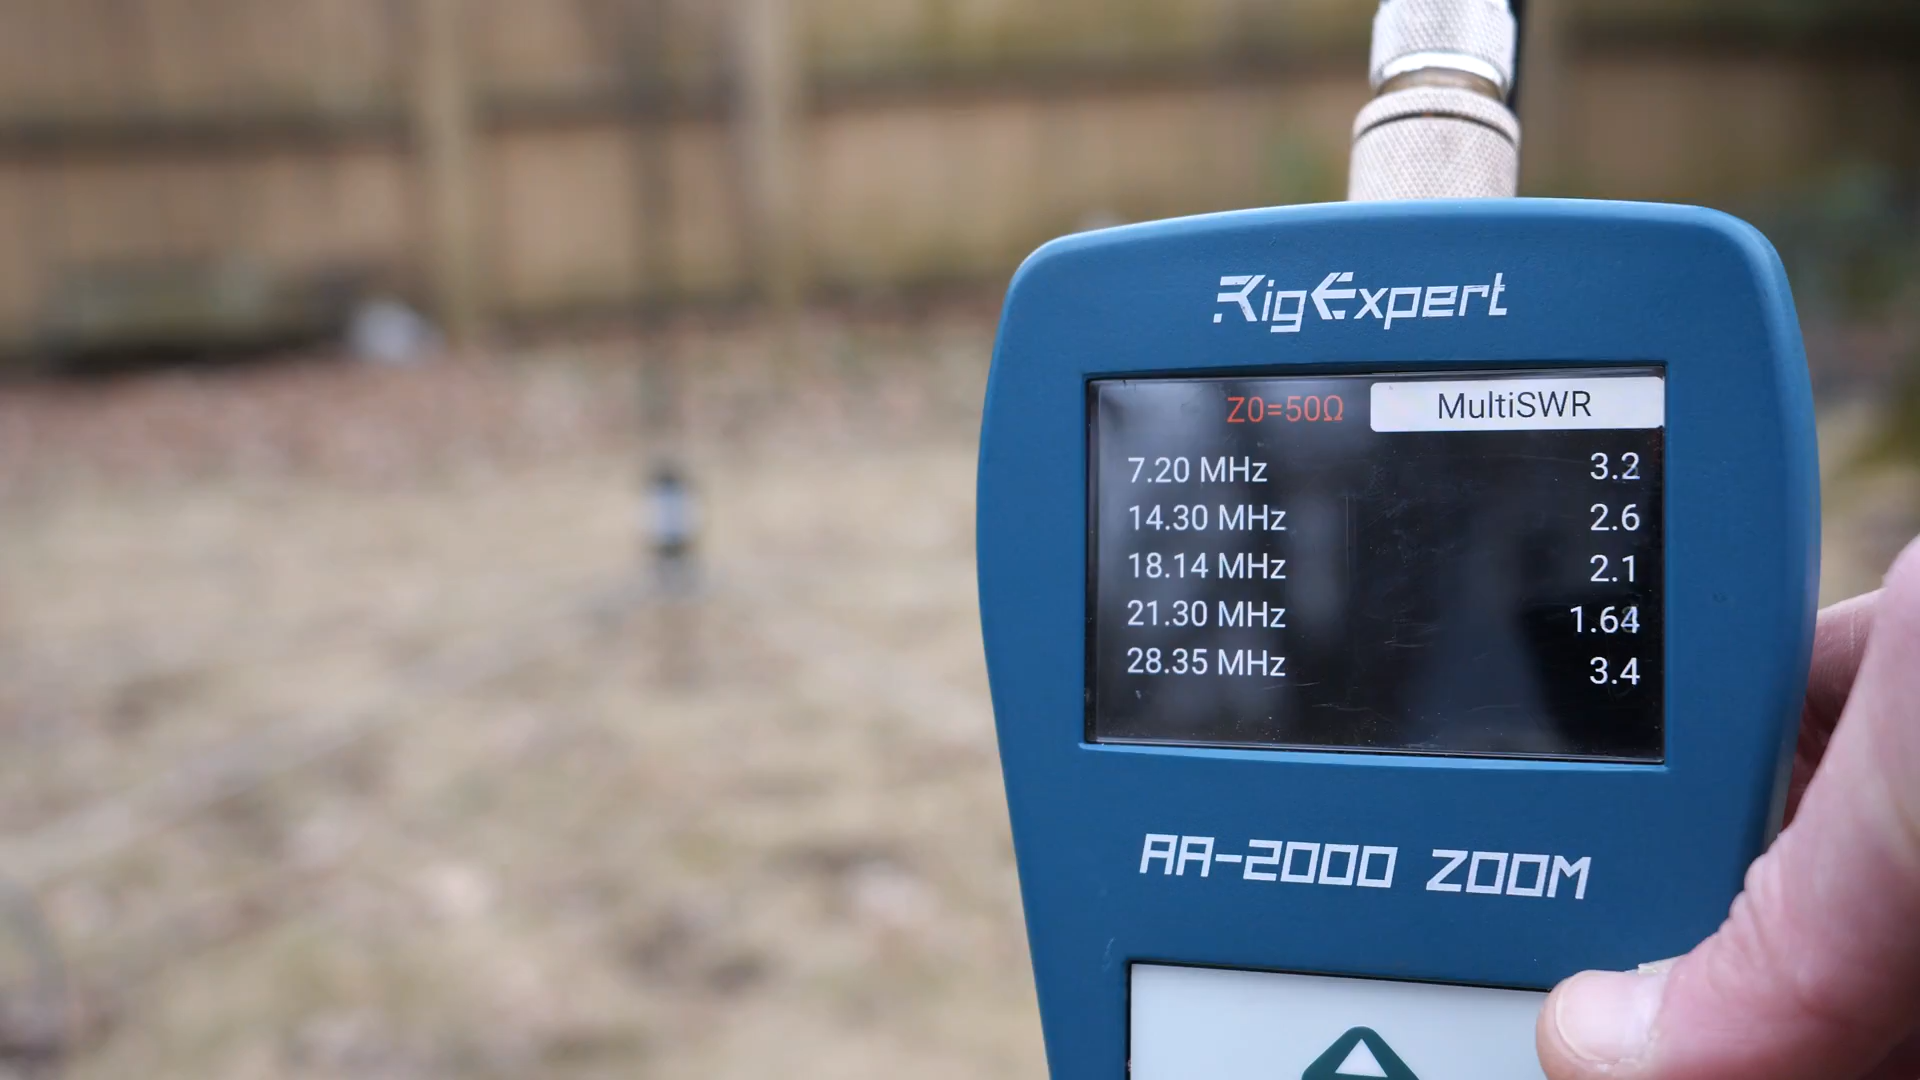 RigExpert
Z0=50Ω MultiSWR
7.20 MHz 3.2
14.30 MHz 2.6
18.14 MHz 2.1
21.30 MHz 1.64
28.35 MHz 3.4
AA-2000 ZOOM